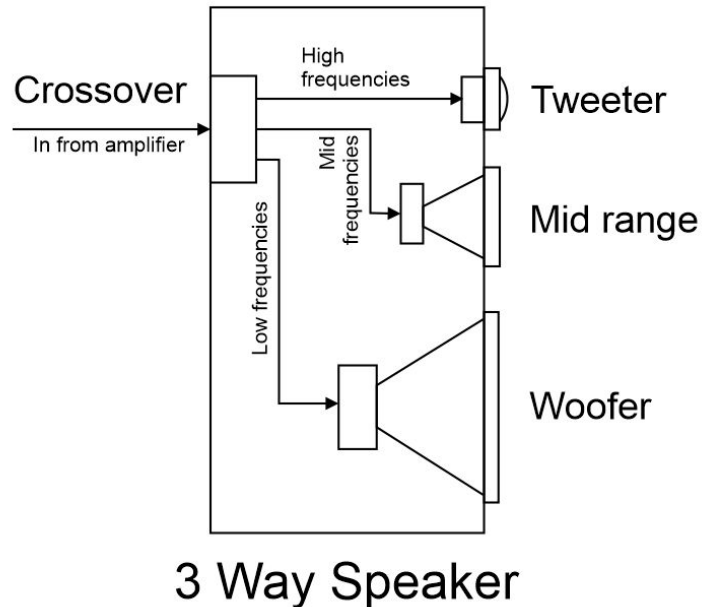 High
frequencies
Crossover
In from amplifier
Tweeter
Mid
frequencies
Mid range
Low frequencies
Woofer
3 Way Speaker